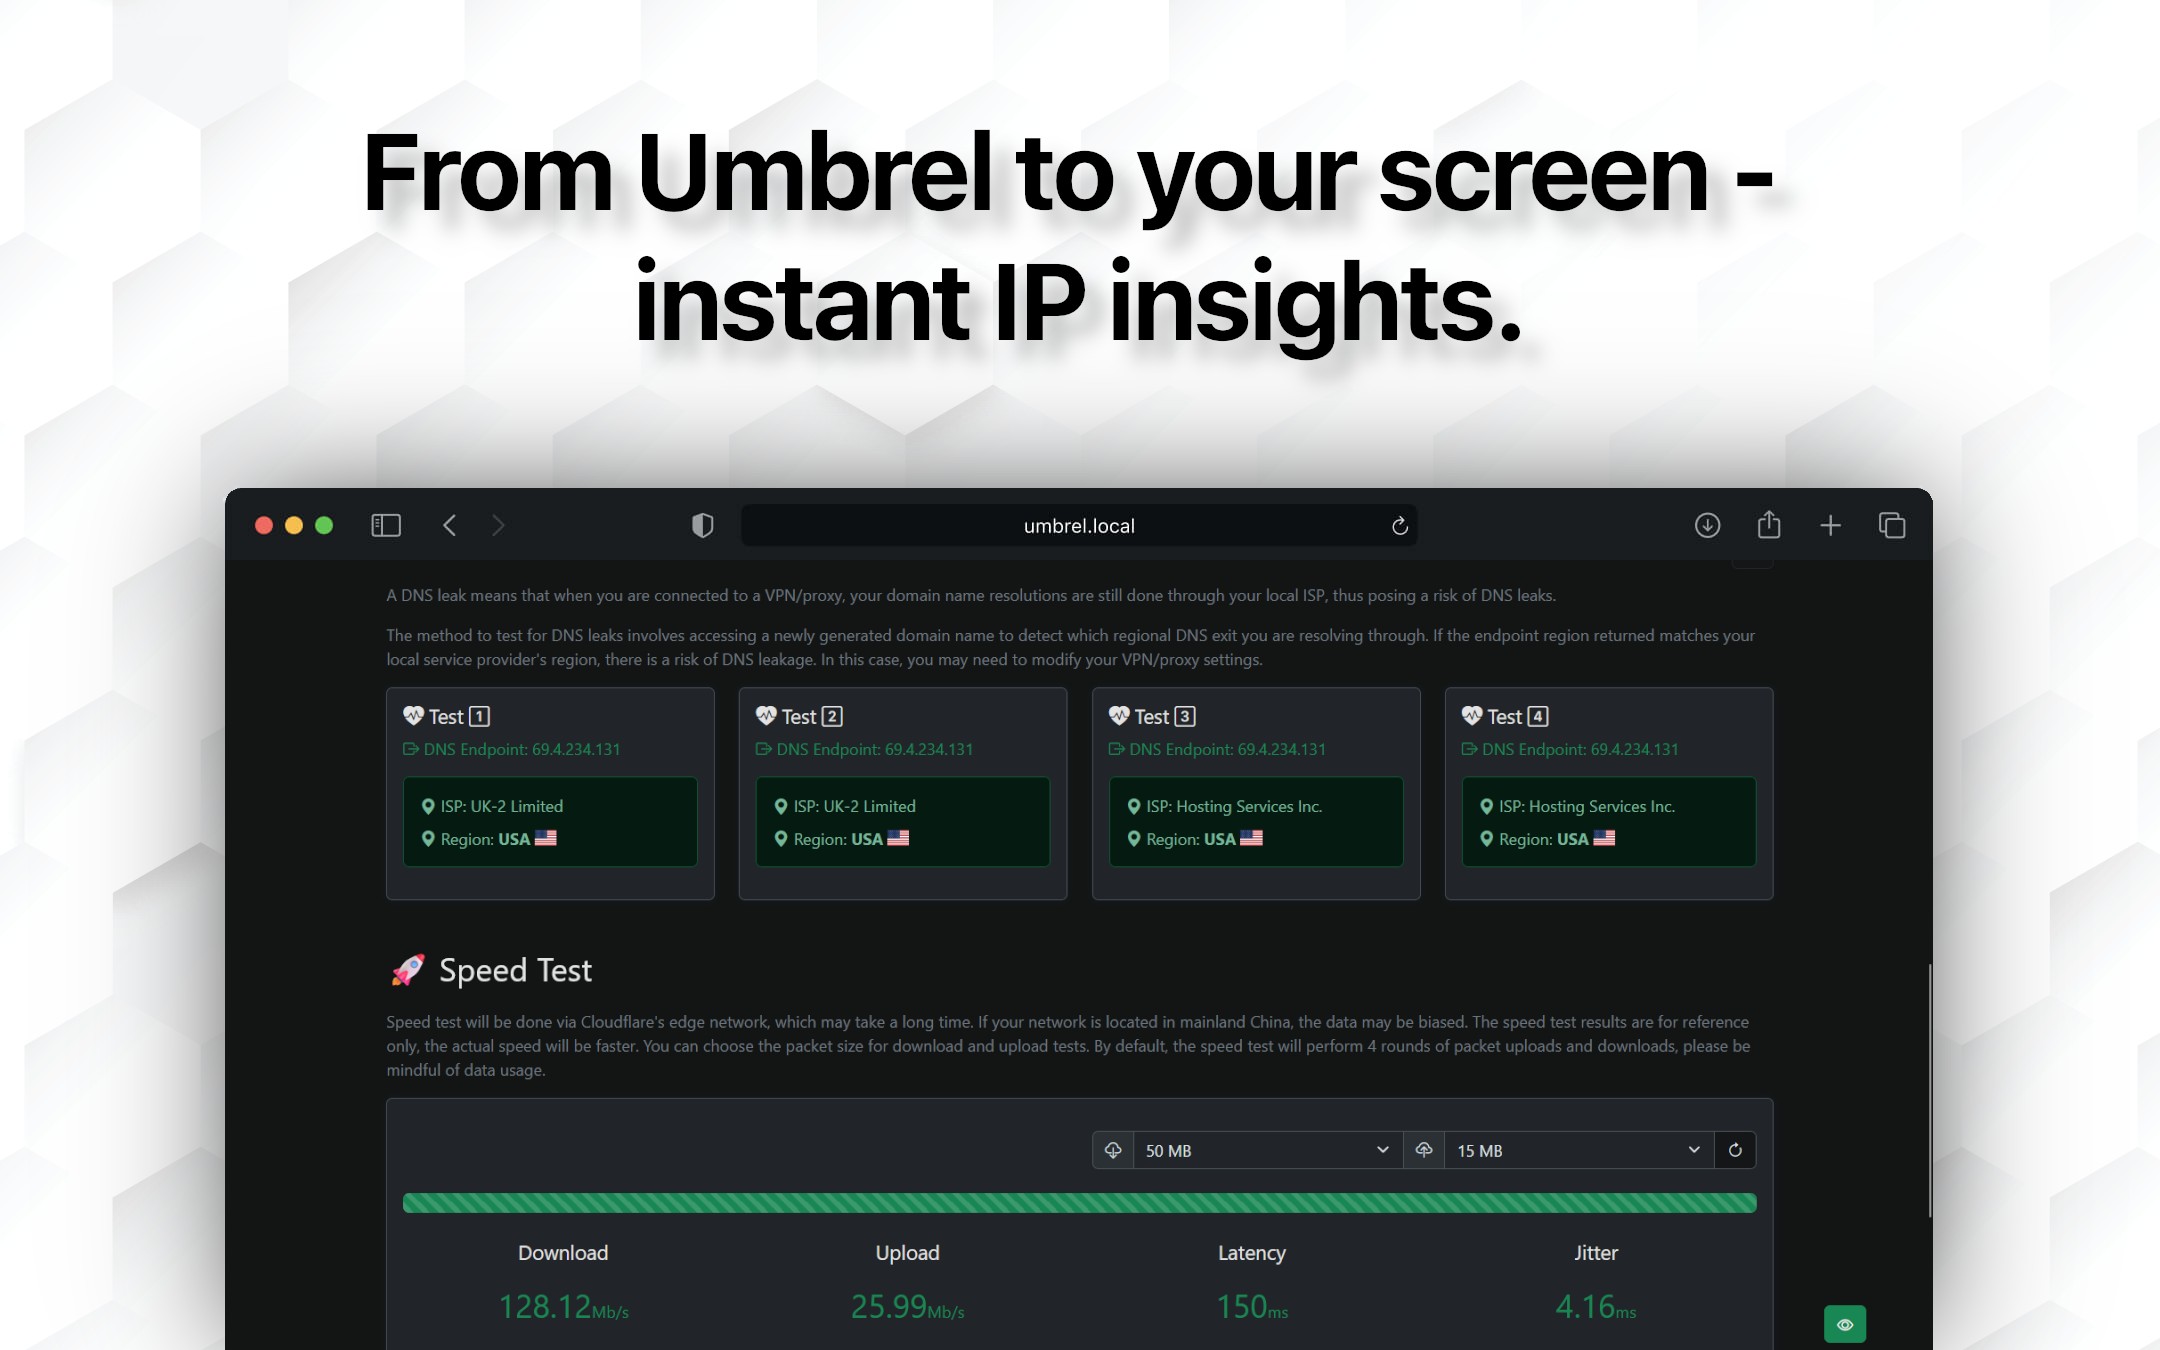 From Umbrel to your screen -
instant IP insights.
umbrel.local
A DNS leak means that when you are connected to a VPN/proxy, your domain name resolutions are still done through your local ISP, thus posing a risk of DNS leaks.
The method to test for DNS leaks involves accessing a newly generated domain name to detect which regional DNS exit you are resolving through. If the endpoint region returned matches your
local service provider's region, there is a risk of DNS leakage. In this case, you may need to modify your VPN/proxy settings.
Test 1
DNS Endpoint: 69.4.234.131
ISP: UK-2 Limited
Region: USA
Test 2
DNS Endpoint: 69.4.234.131
ISP: UK-2 Limited
Region: USA
Test 3
DNS Endpoint: 69.4.234.131
ISP: Hosting Services Inc.
Region: USA
Test 4
DNS Endpoint: 69.4.234.131
ISP: Hosting Services Inc.
Region: USA
Speed Test
Speed test will be done via Cloudflare's edge network, which may take a long time. If your network is located in mainland China, the data may be biased. The speed test results are for reference
only, the actual speed will be faster. You can choose the packet size for download and upload tests. By default, the speed test will perform 4 rounds of packet uploads and downloads, please be
mindful of data usage.
50 MB
15 MB
Download
128.12Mb/s
Upload
25.99Mb/s
Latency
150ms
Jitter
4.16ms